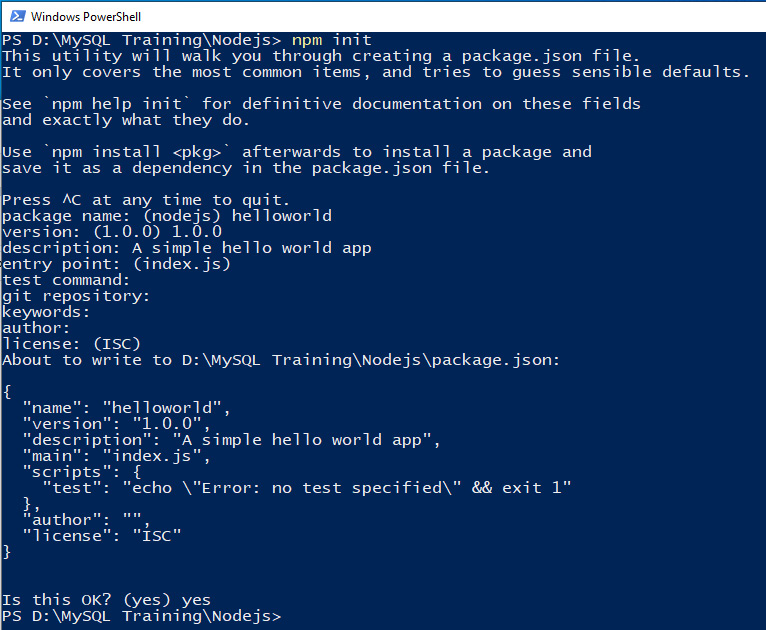 Windows PowerShell
PS D:\MySQL Training\Nodejs> npm init
This utility will walk you through creating a package.json file.
It only covers the most common items, and tries to guess sensible defaults.

See `npm help init` for definitive documentation on these fields
and exactly what they do.

Use `npm install <pkg>` afterwards to install a package and
save it as a dependency in the package.json file.

Press ^C at any time to quit.
package name: (nodejs) helloworld
version: (1.0.0) 1.0.0
description: A simple hello world app
entry point: (index.js)
test command:
git repository:
keywords:
author:
license: (ISC)
About to write to D:\MySQL Training\Nodejs\package.json:

{
  "name": "helloworld",
  "version": "1.0.0",
  "description": "A simple hello world app",
  "main": "index.js",
  "scripts": {
    "test": "echo \"Error: no test specified\" && exit 1"
  },
  "author": "",
  "license": "ISC"
}

Is this OK? (yes) yes
PS D:\MySQL Training\Nodejs>